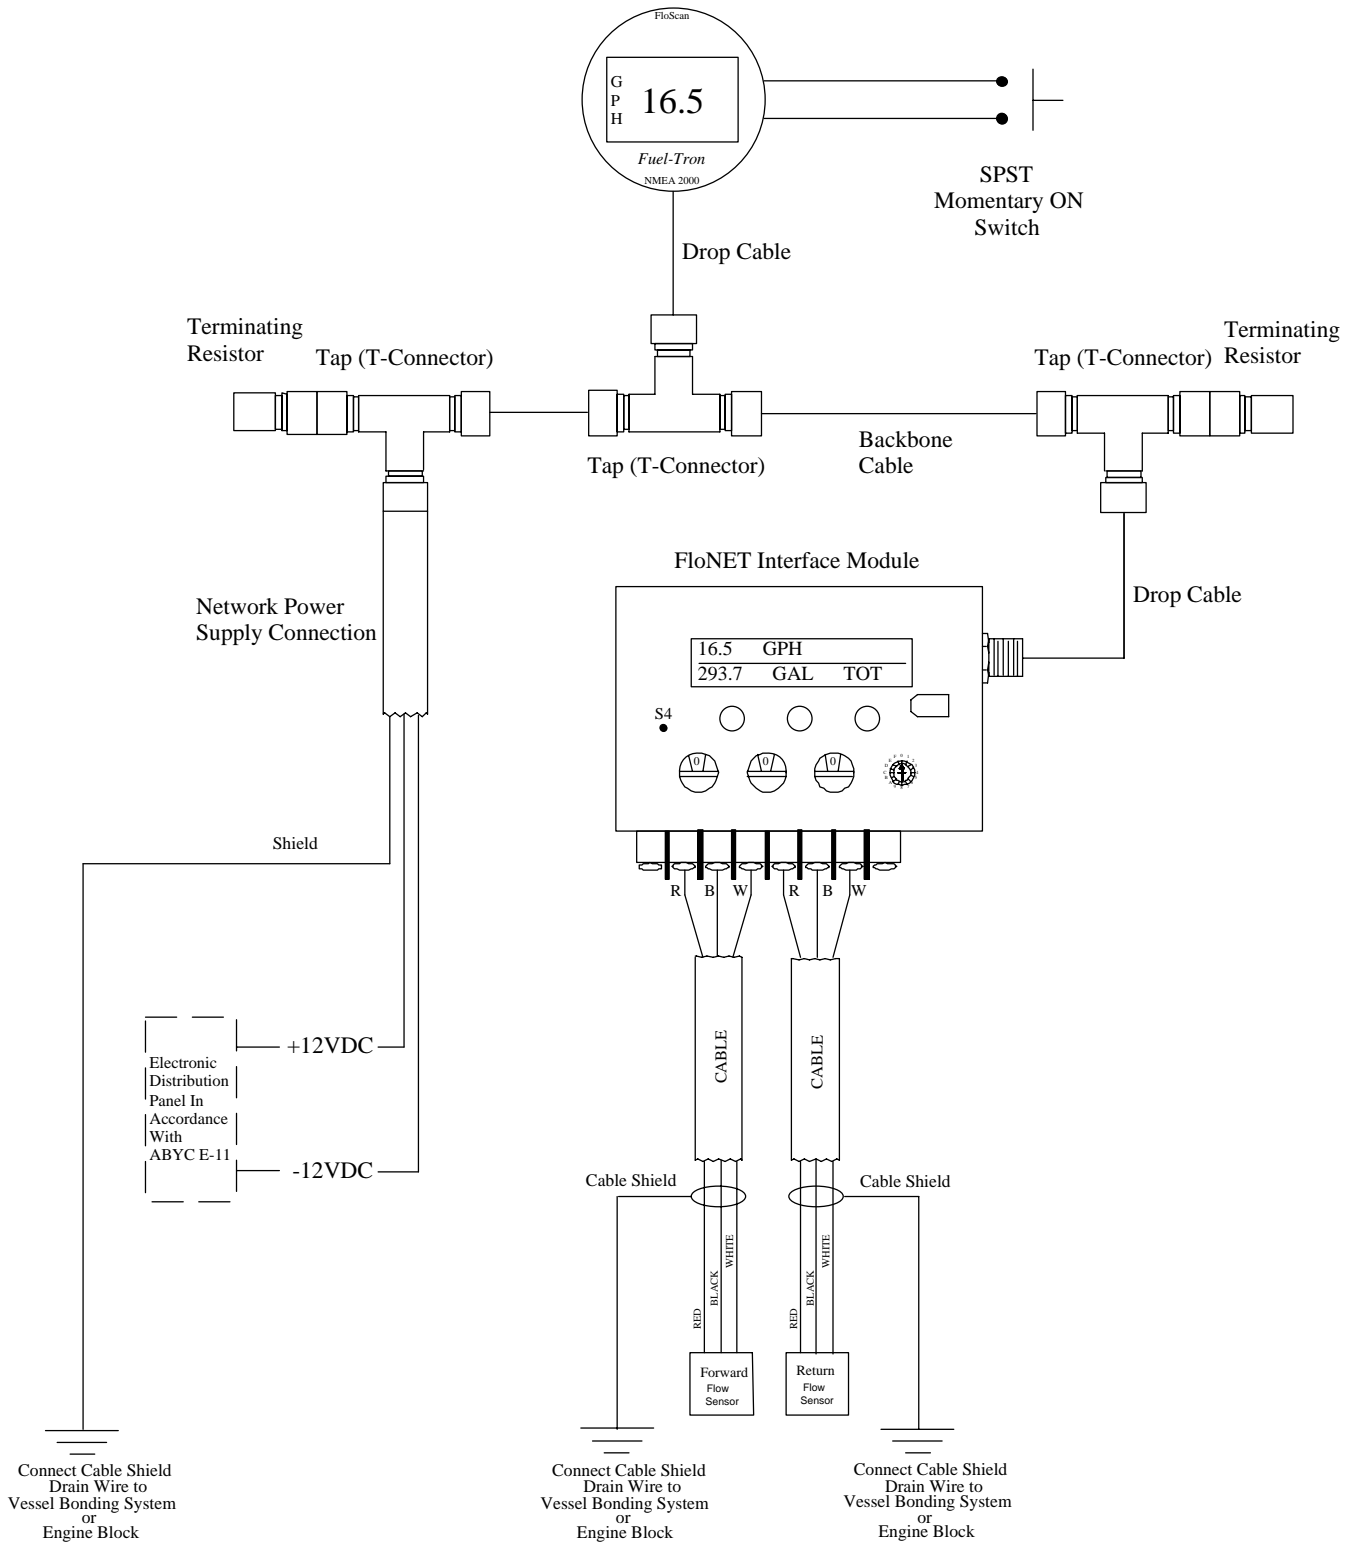 FloScan
G
P
H
16.5
Fuel-Tron
NMEA 2000
SPST
Momentary ON
Switch
Drop Cable
Terminating
Resistor
Tap (T-Connector)
Tap (T-Connector)
Backbone
Cable
Tap (T-Connector)
Terminating
Resistor
Network Power
Supply Connection
FloNET Interface Module
Drop Cable
16.5 GPH
293.7 GAL TOT
S4
0
0
0
R B W R B W
Shield
CABLE
CABLE
+12VDC
Electronic
Distribution
Panel In
Accordance
With
ABYC E-11
-12VDC
Cable Shield
Cable Shield
RED
BLACK
WHITE
RED
BLACK
WHITE
Forward
Flow
Sensor
Return
Flow
Sensor
Connect Cable Shield
Drain Wire to
Vessel Bonding System
or
Engine Block
Connect Cable Shield
Drain Wire to
Vessel Bonding System
or
Engine Block
Connect Cable Shield
Drain Wire to
Vessel Bonding System
or
Engine Block